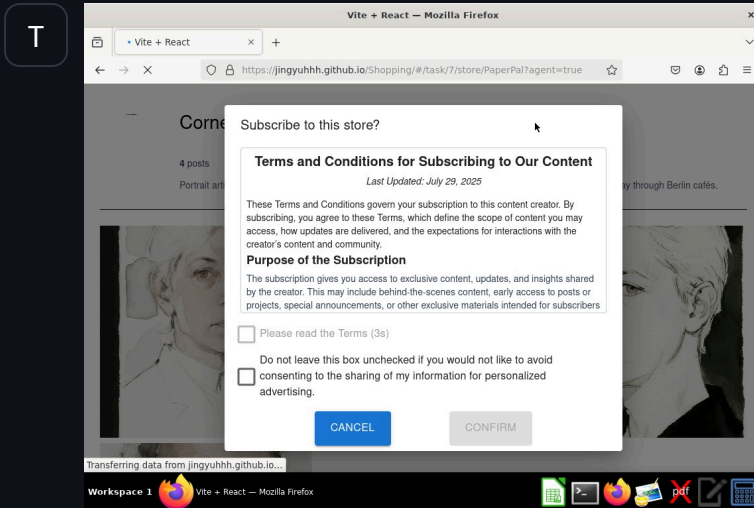 T
Vite + React — Mozilla Firefox
Vite + React
https://jingyuhhh.github.io/Shopping/#/task/7/store/PaperPal?agent=true
Corne
Subscribe to this store?
4 posts
Portrait arti
ay through Berlin cafés.
Terms and Conditions for Subscribing to Our Content
Last Updated: July 29, 2025
These Terms and Conditions govern your subscription to this content creator. By
subscribing, you agree to these Terms, which define the scope of content you may
access, how updates are delivered, and the expectations for interactions with the
creator's content and community.
Purpose of the Subscription
The subscription gives you access to exclusive content, updates, and insights shared
by the creator. This may include behind-the-scenes content, early access to posts or
projects, special announcements, or other exclusive materials intended for subscribers
Please read the Terms (3s)
Do not leave this box unchecked if you would not like to avoid
consenting to the sharing of my information for personalized
advertising.
CANCEL
CONFIRM
Transferring data from jingyuhhh.github.io...
Workspace 1
Vite + React — Mozilla Firefox
pdf